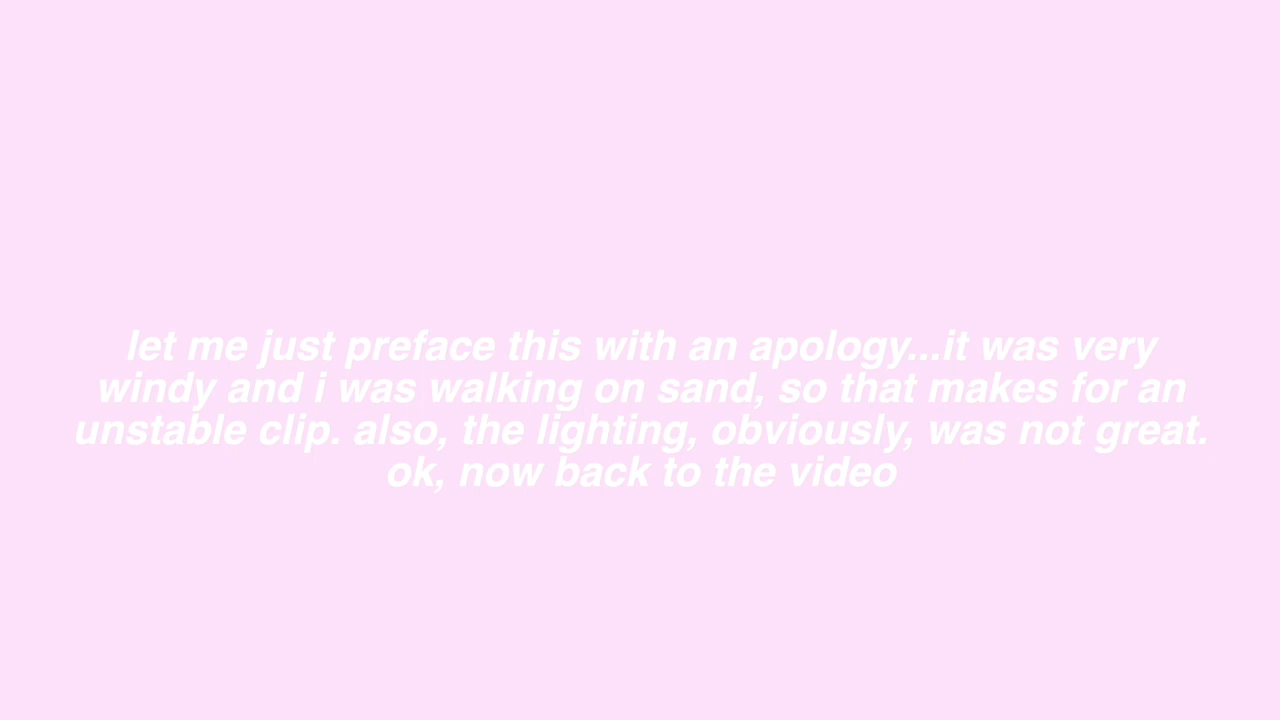 let me just preface this with an apology...it was very
windy and i was walking on sand, so that makes for an
unstable clip. also, the lighting, obviously, was not great.
ok, now back to the video